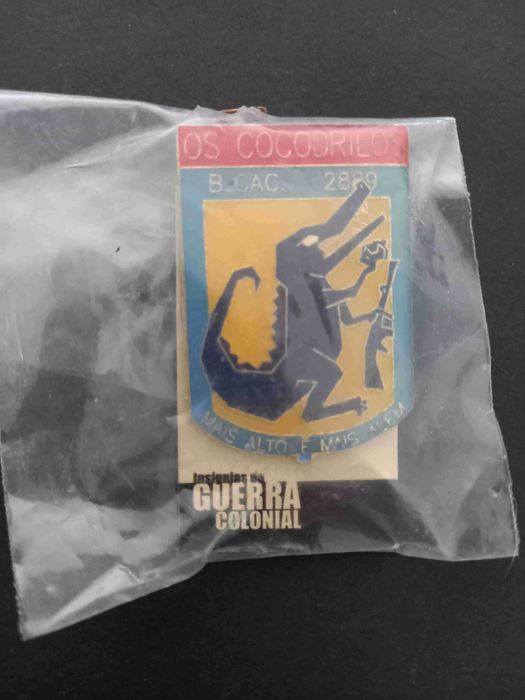 OS COCODRILOS
B.CAC. 2889
MAIS ALTO E MAIS ALEM
Insígnias da
GUERRA
COLONIAL